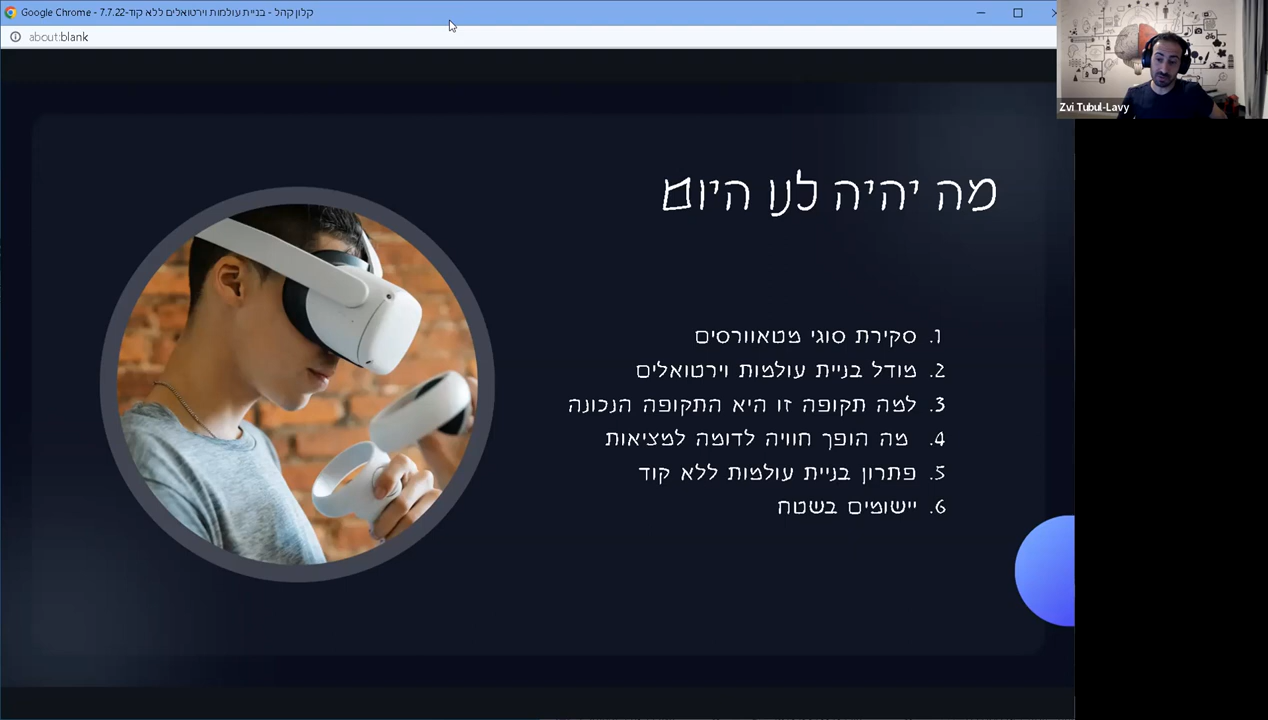 קלון קהל - בניית עולמות וירטואלים ללא קוד-7.7.22 - Google Chrome
about:blank
Zvi Tubul-Lavy
מה יהיה לנו היום
1. סקירת סוגי מטאוורסים
2. מודל בניית עולמות וירטואלים
3. למה תקופה זו היא התקופה הנכונה
4. מה הופך חוויה לדומה למציאות
5. פתרון בניית עולמות ללא קוד
6. יישומים בשטח